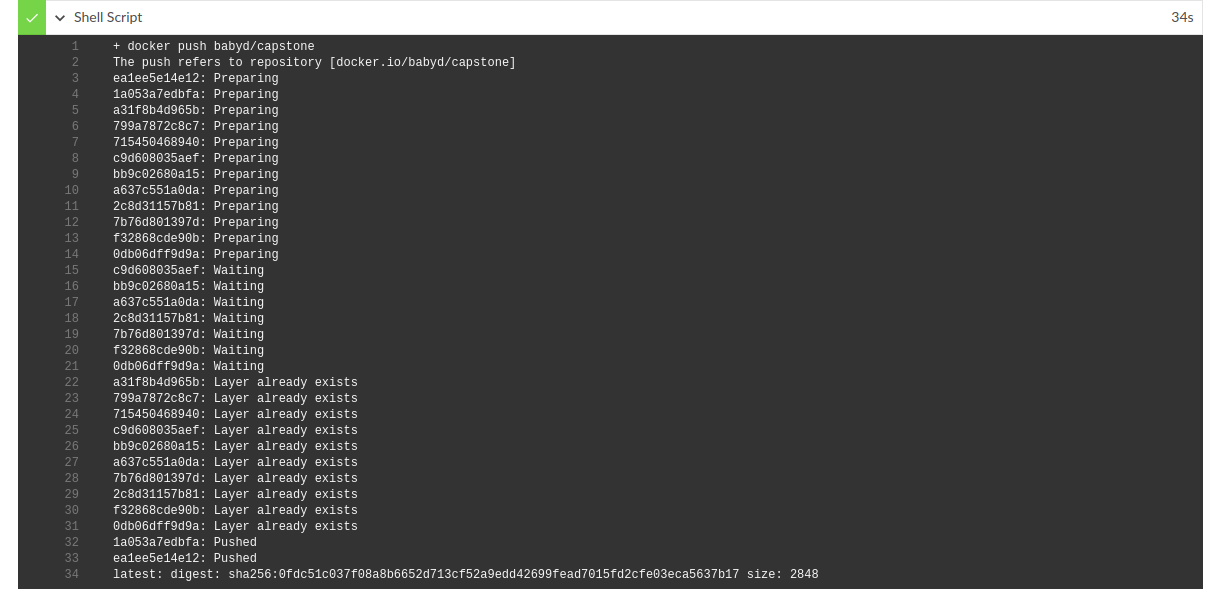 Shell Script 34s
1 + docker push babyd/capstone
2 The push refers to repository [docker.io/babyd/capstone]
3 ea1ee5e14e12: Preparing
4 1a053a7edbfa: Preparing
5 a31f8b4d965b: Preparing
6 799a7872c8c7: Preparing
7 715450468940: Preparing
8 c9d608035aef: Preparing
9 bb9c02680a15: Preparing
10 a637c551a0da: Preparing
11 2c8d31157b81: Preparing
12 7b76d801397d: Preparing
13 f32868cde90b: Preparing
14 0db06dff9d9a: Preparing
15 c9d608035aef: Waiting
16 bb9c02680a15: Waiting
17 a637c551a0da: Waiting
18 2c8d31157b81: Waiting
19 7b76d801397d: Waiting
20 f32868cde90b: Waiting
21 0db06dff9d9a: Waiting
22 a31f8b4d965b: Layer already exists
23 799a7872c8c7: Layer already exists
24 715450468940: Layer already exists
25 c9d608035aef: Layer already exists
26 bb9c02680a15: Layer already exists
27 a637c551a0da: Layer already exists
28 7b76d801397d: Layer already exists
29 2c8d31157b81: Layer already exists
30 f32868cde90b: Layer already exists
31 0db06dff9d9a: Layer already exists
32 1a053a7edbfa: Pushed
33 ea1ee5e14e12: Pushed
34 latest: digest: sha256:0fdc51c037f08a8b6652d713cf52a9edd42699fead7015fd2cfe03eca5637b17 size: 2848